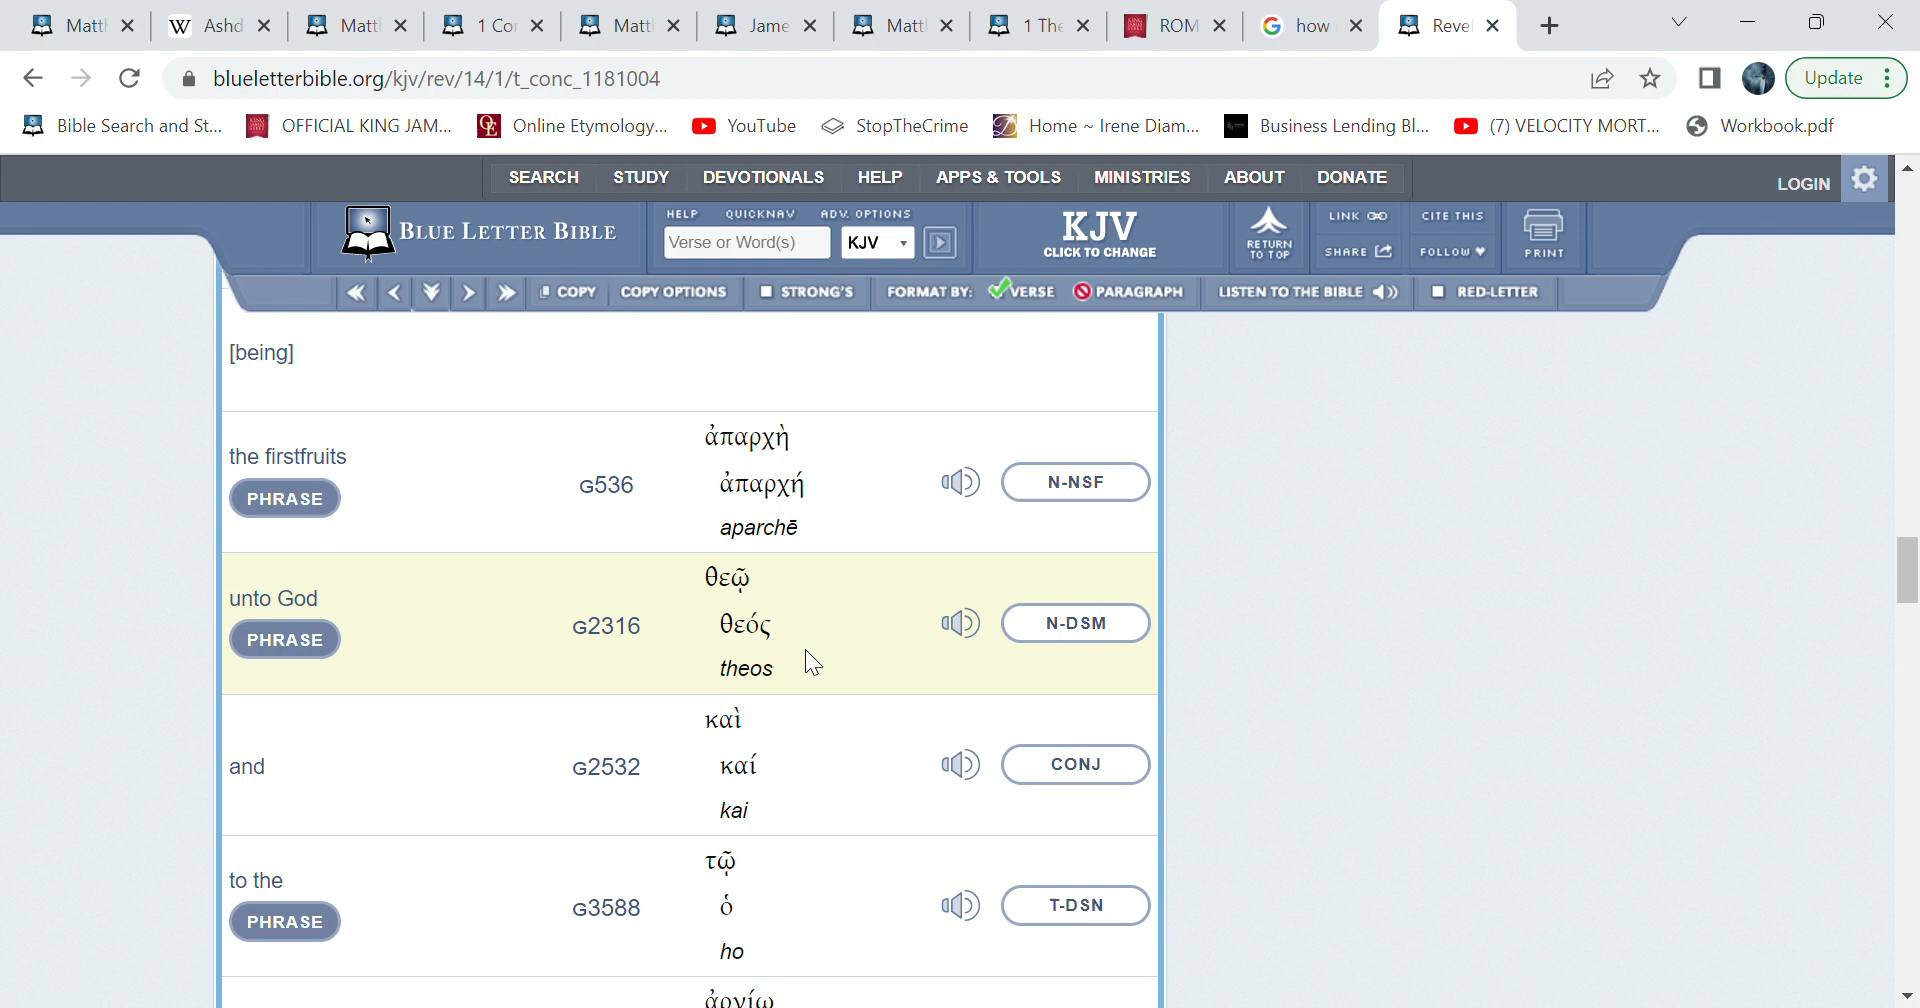 Matt
Ashd
Matt
1 Cor
Matt
Jame
Matt
1 The
ROM
how
Revel
blueletterbible.org/kjv/rev/14/1/t_conc_1181004
Update
Bible Search and St...
OFFICIAL KING JAM...
Online Etymology...
YouTube
StopTheCrime
Home ~ Irene Diam...
Business Lending Bl...
(7) VELOCITY MORT...
Workbook.pdf
SEARCH STUDY DEVOTIONALS HELP APPS & TOOLS MINISTRIES ABOUT DONATE
LOGIN
BLUE LETTER BIBLE
HELP QUICKNAV ADV. OPTIONS
Verse or Word(s)
KJV
KJV
CLICK TO CHANGE
RETURN
TO TOP
LINK
SHARE
CITE THIS
FOLLOW
PRINT
COPY COPY OPTIONS STRONG'S FORMAT BY: VERSE PARAGRAPH LISTEN TO THE BIBLE RED-LETTER
[being]
the firstfruits
PHRASE
G536
ἀπαρχὴ
ἀπαρχή
aparchē
N-NSF
unto God
PHRASE
G2316
θεῷ
θεός
theos
N-DSM
and
G2532
καὶ
καί
kai
CONJ
to the
PHRASE
G3588
τῷ
ὁ
ho
T-DSN
ἀρνίῳ